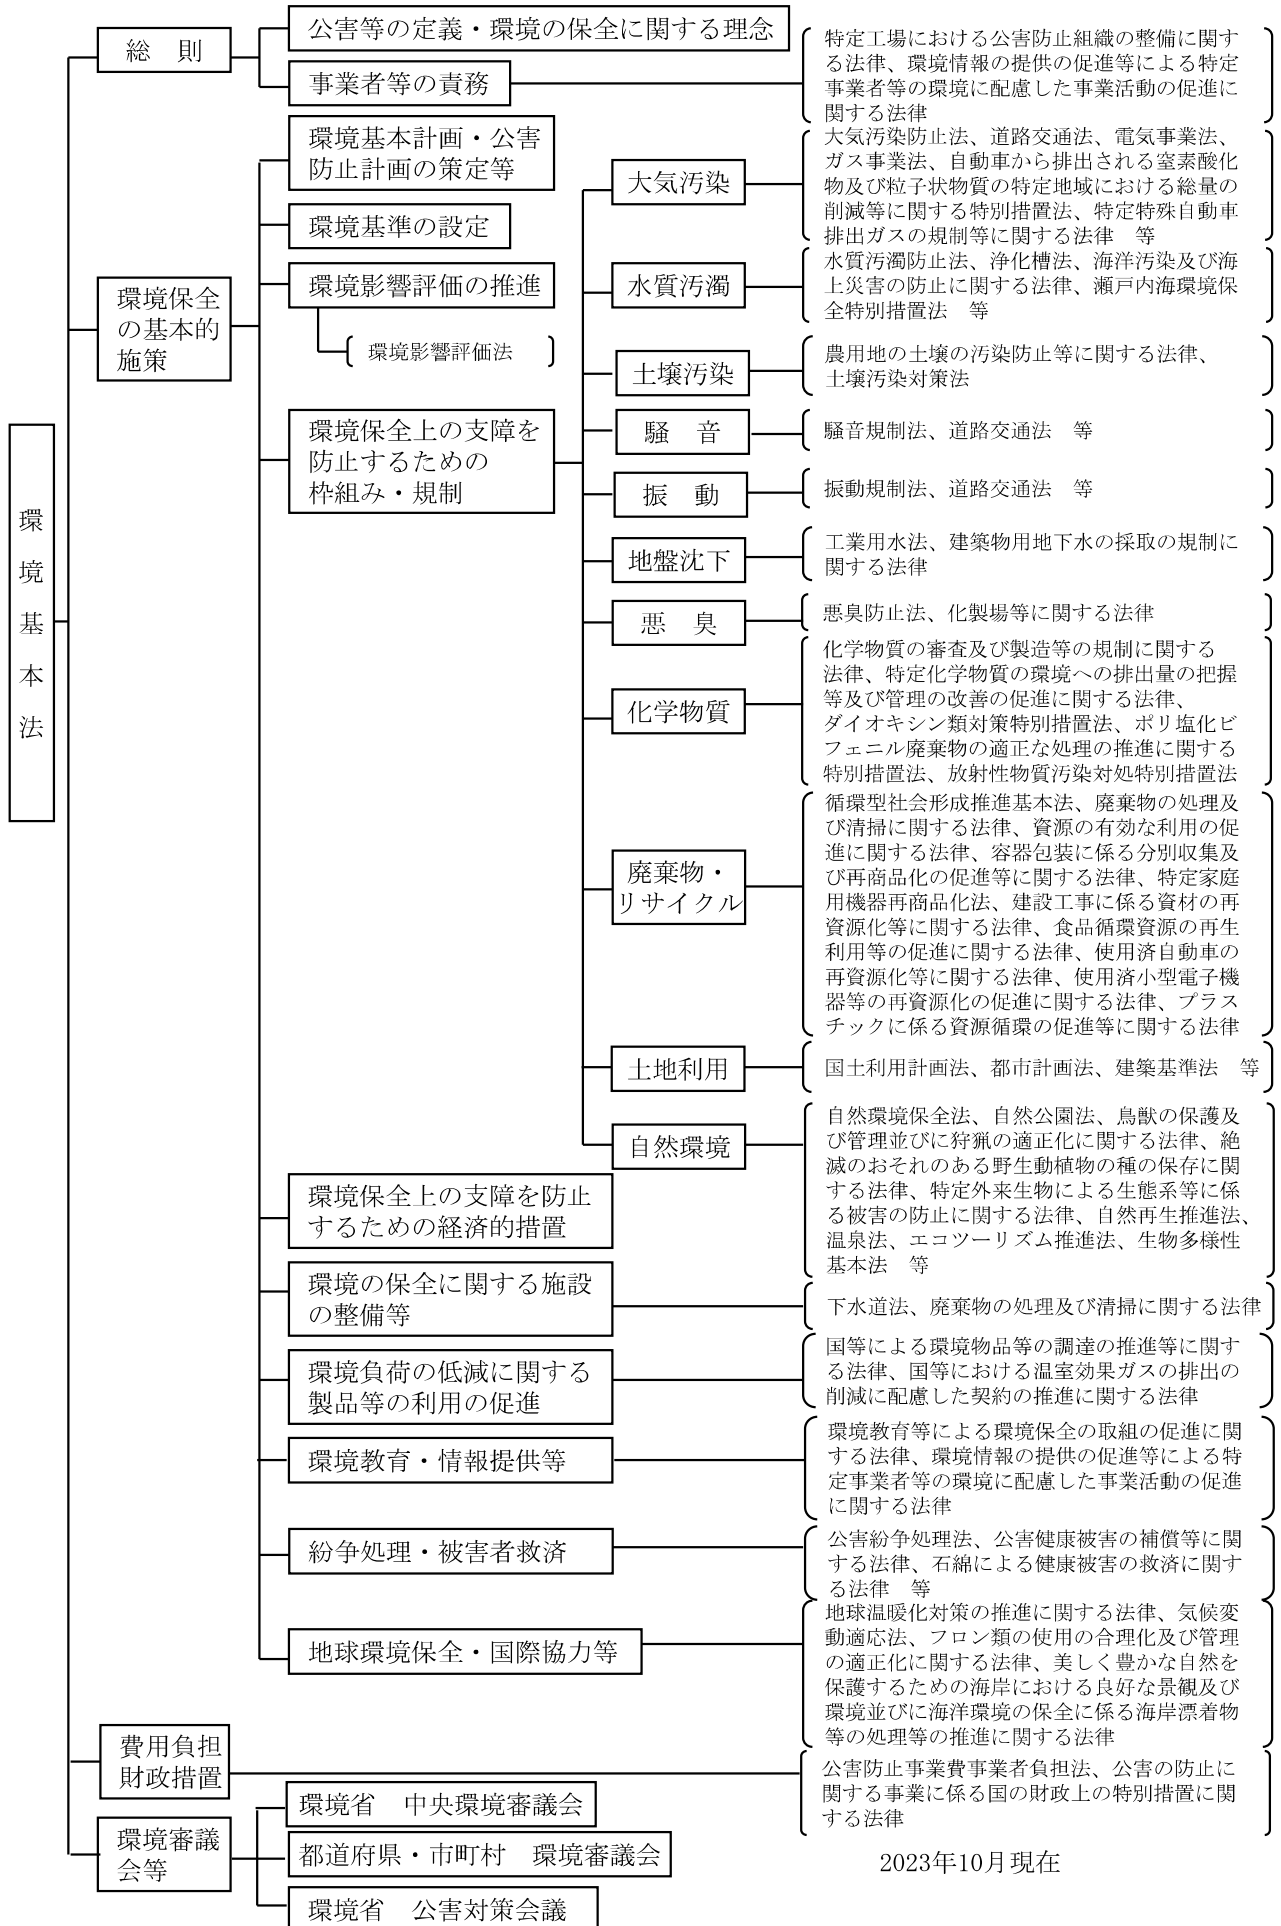 環境基本法
総　則
公害等の定義・環境の保全に関する理念
事業者等の責務
特定工場における公害防止組織の整備に関す
る法律、環境情報の提供の促進等による特定
事業者等の環境に配慮した事業活動の促進に
関する法律
環境保全
の基本的
施策
環境基本計画・公害
防止計画の策定等
環境基準の設定
環境影響評価の推進
環境影響評価法
環境保全上の支障を
防止するための
枠組み・規制
大気汚染
大気汚染防止法、道路交通法、電気事業法、
ガス事業法、自動車から排出される窒素酸化
物及び粒子状物質の特定地域における総量の
削減等に関する特別措置法、特定特殊自動車
排出ガスの規制等に関する法律　等
水質汚濁
水質汚濁防止法、浄化槽法、海洋汚染及び海
上災害の防止に関する法律、瀬戸内海環境保
全特別措置法　等
土壌汚染
農用地の土壌の汚染防止等に関する法律、
土壌汚染対策法
騒　音
騒音規制法、道路交通法　等
振　動
振動規制法、道路交通法　等
地盤沈下
工業用水法、建築物用地下水の採取の規制に
関する法律
悪　臭
悪臭防止法、化製場等に関する法律
化学物質
化学物質の審査及び製造等の規制に関する
法律、特定化学物質の環境への排出量の把握
等及び管理の改善の促進に関する法律、
ダイオキシン類対策特別措置法、ポリ塩化ビ
フェニル廃棄物の適正な処理の推進に関する
特別措置法、放射性物質汚染対処特別措置法
廃棄物・
リサイクル
循環型社会形成推進基本法、廃棄物の処理及
び清掃に関する法律、資源の有効な利用の促
進に関する法律、容器包装に係る分別収集及
び再商品化の促進等に関する法律、特定家庭
用機器再商品化法、建設工事に係る資材の再
資源化等に関する法律、食品循環資源の再生
利用等の促進に関する法律、使用済自動車の
再資源化等に関する法律、使用済小型電子機
器等の再資源化の促進に関する法律、プラス
チックに係る資源循環の促進等に関する法律
土地利用
国土利用計画法、都市計画法、建築基準法　等
自然環境
自然環境保全法、自然公園法、鳥獣の保護及
び管理並びに狩猟の適正化に関する法律、絶
滅のおそれのある野生動植物の種の保存に関
する法律、特定外来生物による生態系等に係
る被害の防止に関する法律、自然再生推進法、
温泉法、エコツーリズム推進法、生物多様性
基本法　等
環境保全上の支障を防止
するための経済的措置
環境の保全に関する施設
の整備等
下水道法、廃棄物の処理及び清掃に関する法律
環境負荷の低減に関する
製品等の利用の促進
国等による環境物品等の調達の推進等に関す
る法律、国等における温室効果ガスの排出の
削減に配慮した契約の推進に関する法律
環境教育・情報提供等
環境教育等による環境保全の取組の促進に関
する法律、環境情報の提供の促進等による特
定事業者等の環境に配慮した事業活動の促進
に関する法律
紛争処理・被害者救済
公害紛争処理法、公害健康被害の補償等に関
する法律、石綿による健康被害の救済に関す
る法律　等
地球環境保全・国際協力等
地球温暖化対策の推進に関する法律、気候変
動適応法、フロン類の使用の合理化及び管理
の適正化に関する法律、美しく豊かな自然を
保護するための海岸における良好な景観及び
環境並びに海洋環境の保全に係る海岸漂着物
等の処理等の推進に関する法律
費用負担
財政措置
公害防止事業費事業者負担法、公害の防止に
関する事業に係る国の財政上の特別措置に関
する法律
環境審議
会等
環境省　中央環境審議会
都道府県・市町村　環境審議会
環境省　公害対策会議
2023年10月現在